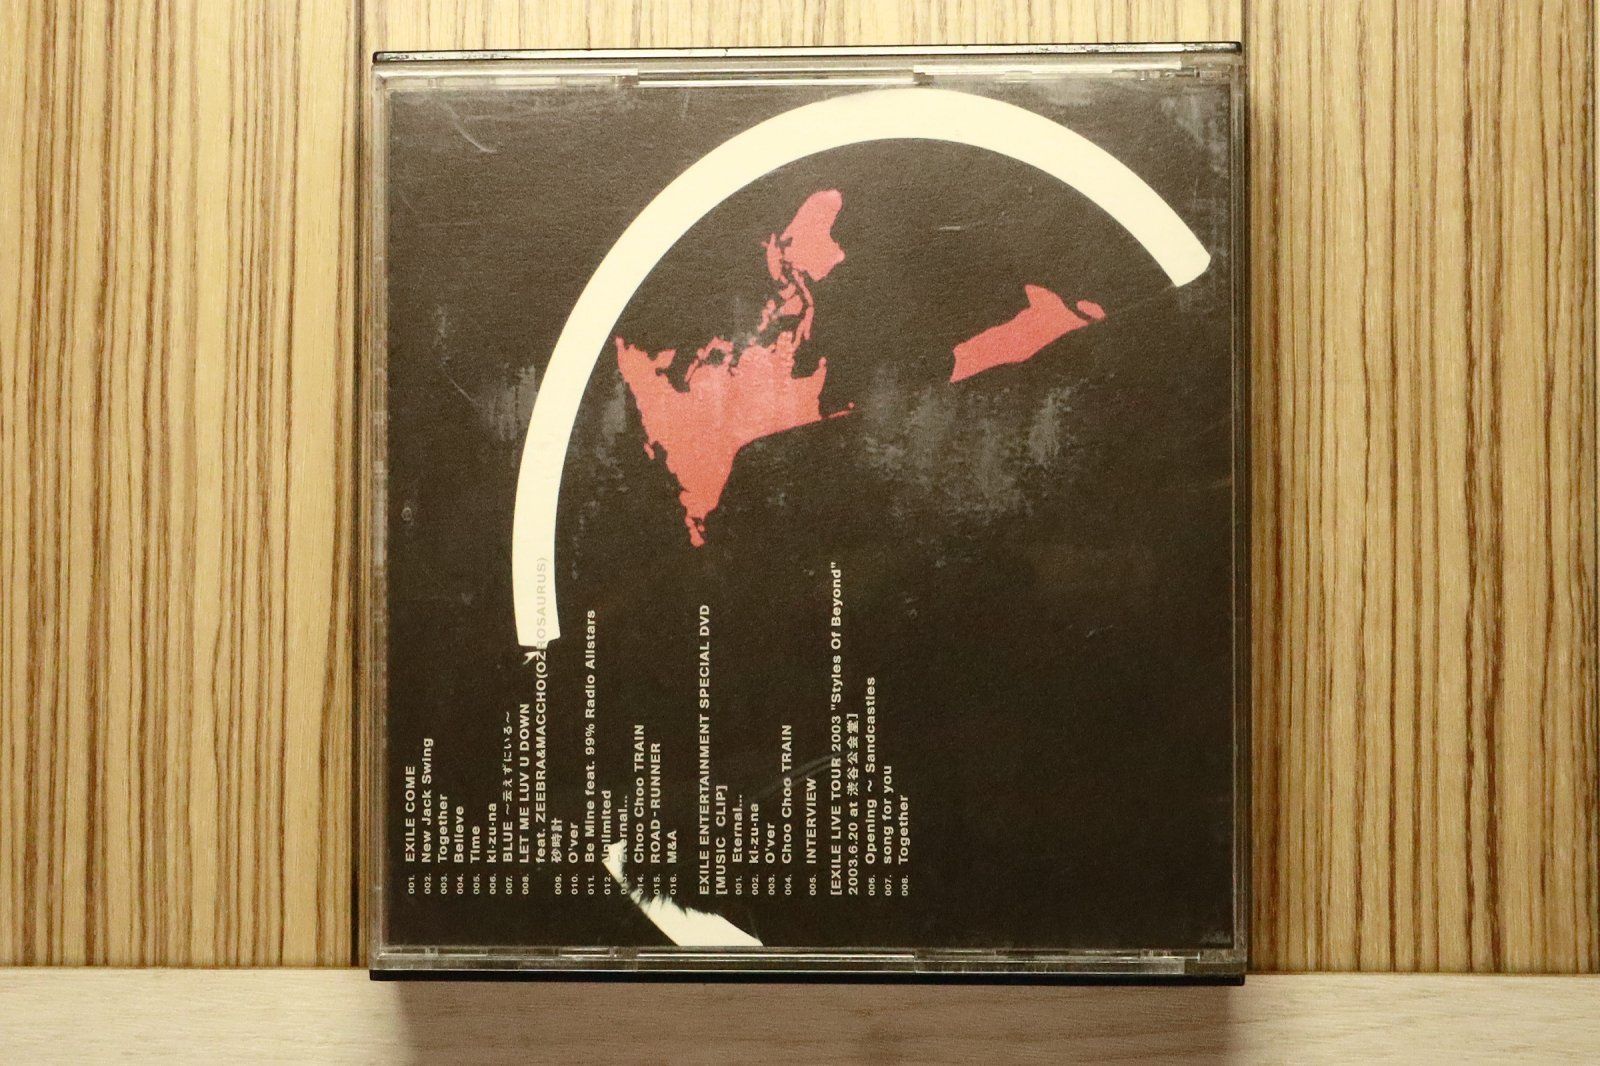 001. EXILE COME
002. New Jack Swing
003. Together
004. Believe
005. Time
006. ki-zu-na
007. BLUE ～云えずにいる～
008. LET ME LUV U DOWN
feat. ZEEBRA&MACCHO(OZROSAURUS)
009. 砂時計
010. O'ver
011. Be Mine feat. 99% Radio Allstars
012. Unlimited
013. Eternal...
014. Choo Choo TRAIN
015. ROAD-RUNNER
016. M&A
EXILE ENTERTAINMENT SPECIAL DVD
[MUSIC CLIP]
001. Eternal...
002. ki-zu-na
003. O'ver
004. Choo Choo TRAIN
005. INTERVIEW
[EXILE LIVE TOUR 2003 "Styles Of Beyond"
2003.6.20 at 渋谷公会堂]
006. Opening ～ Sandcastles
007. song for you
008. Together